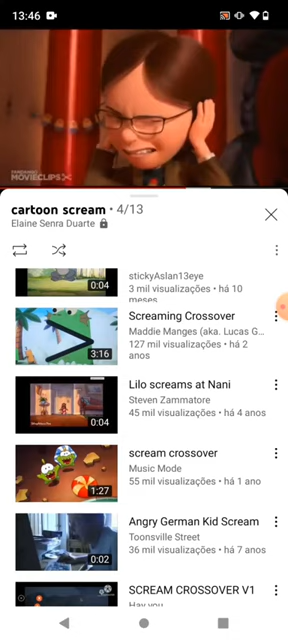 13:46
MOVIECLIPS
cartoon scream • 4/13
Elaine Senra Duarte
stickyAslan13eye
3 mil visualizações • há 10
meses
0:04
Screaming Crossover
Maddie Manges (aka. Lucas G...
127 mil visualizações • há 2
anos
3:16
Lilo screams at Nani
Steven Zammatore
45 mil visualizações • há 4 anos
0:04
scream crossover
Music Mode
55 mil visualizações • há 1 ano
1:27
Angry German Kid Scream
Toonsville Street
36 mil visualizações • há 7 anos
0:02
SCREAM CROSSOVER V1